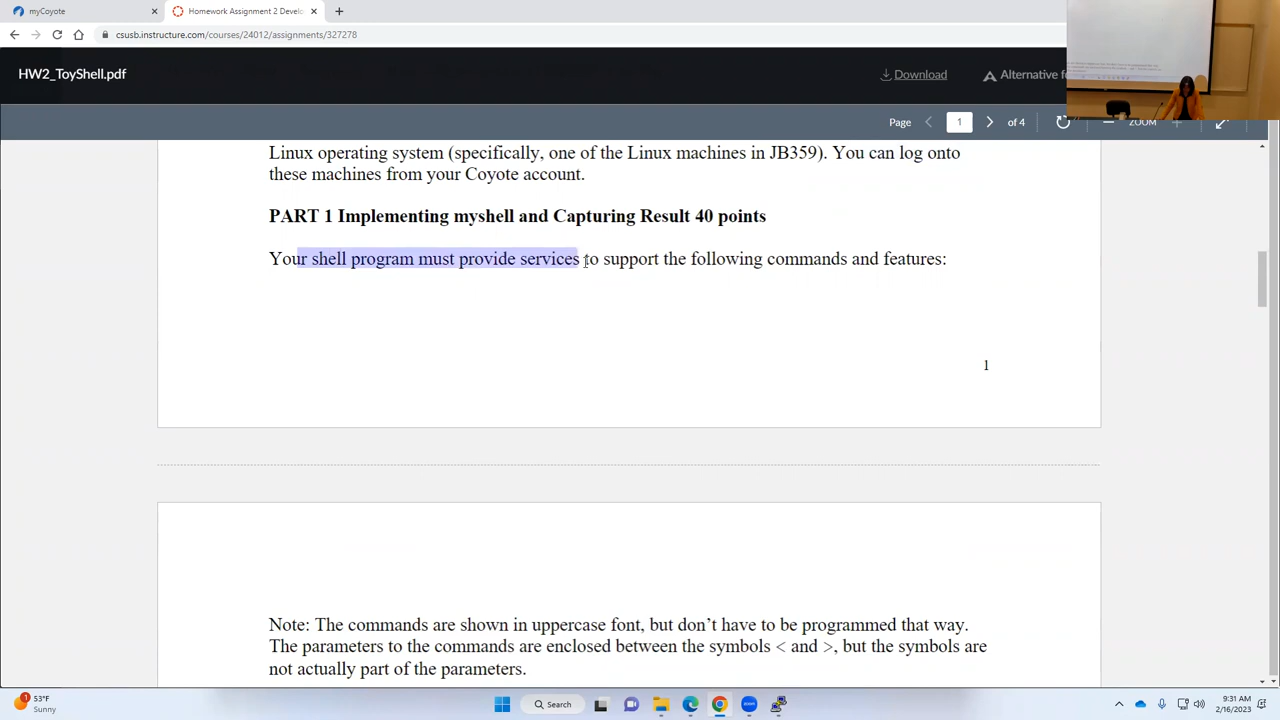 myCoyote
Homework Assignment 2 Develo
csusb.instructure.com/courses/24012/assignments/327278
HW2_ToyShell.pdf
Download
Alternative fo
Page 1 of 4
ZOOM
Linux operating system (specifically, one of the Linux machines in JB359). You can log onto
these machines from your Coyote account.
PART 1 Implementing myshell and Capturing Result 40 points
Your shell program must provide services to support the following commands and features:
1
Note: The commands are shown in uppercase font, but don't have to be programmed that way.
The parameters to the commands are enclosed between the symbols < and >, but the symbols are
not actually part of the parameters.
1
53°F
Sunny
Search
zoom
9:31 AM
2/16/2023